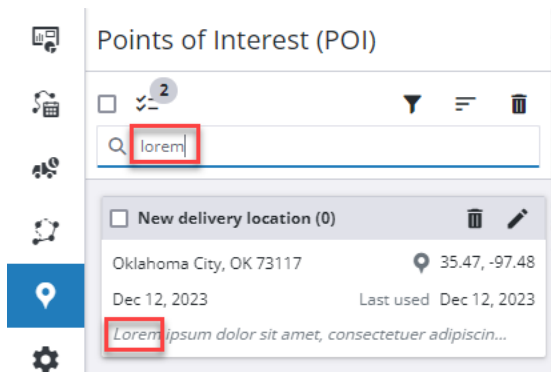 Points of Interest (POI)
2
lorem
New delivery location (0)
Oklahoma City, OK 73117 35.47, -97.48
Dec 12, 2023 Last used Dec 12, 2023
Lorem ipsum dolor sit amet, consectetuer adipiscin...